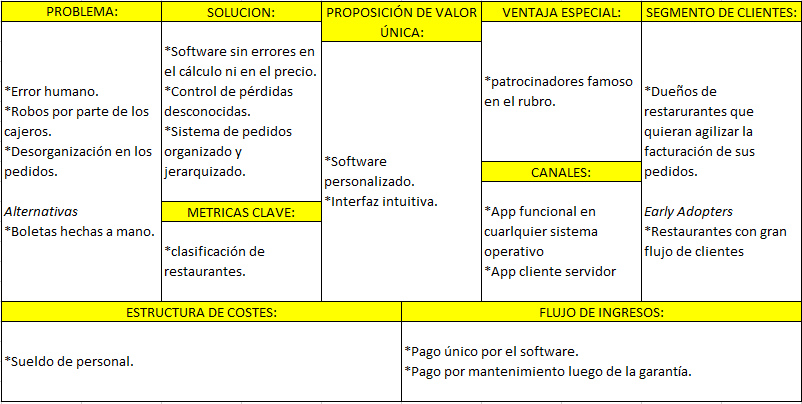 PROBLEMA:
*Error humano.
*Robos por parte de los
cajeros.
*Desorganización en los
pedidos.
Alternativas
*Boletas hechas a mano.
SOLUCION:
*Software sin errores en
el cálculo ni en el precio.
*Control de pérdidas
desconocidas.
*Sistema de pedidos
organizado y
jerarquizado.
METRICAS CLAVE:
*clasificación de
restaurantes.
PROPOSICIÓN DE VALOR
ÚNICA:
*Software
personalizado.
*Interfaz intuitiva.
VENTAJA ESPECIAL:
*patrocinadores famoso
en el rubro.
CANALES:
*App funcional en
cuarlquier sistema
operativo
*App cliente servidor
SEGMENTO DE CLIENTES:
*Dueños de
restarurantes que
quieran agilizar la
facturación de sus
pedidos.
Early Adopters
*Restaurantes con gran
flujo de clientes
ESTRUCTURA DE COSTES:
*Sueldo de personal.
FLUJO DE INGRESOS:
*Pago único por el software.
*Pago por mantenimiento luego de la garantía.